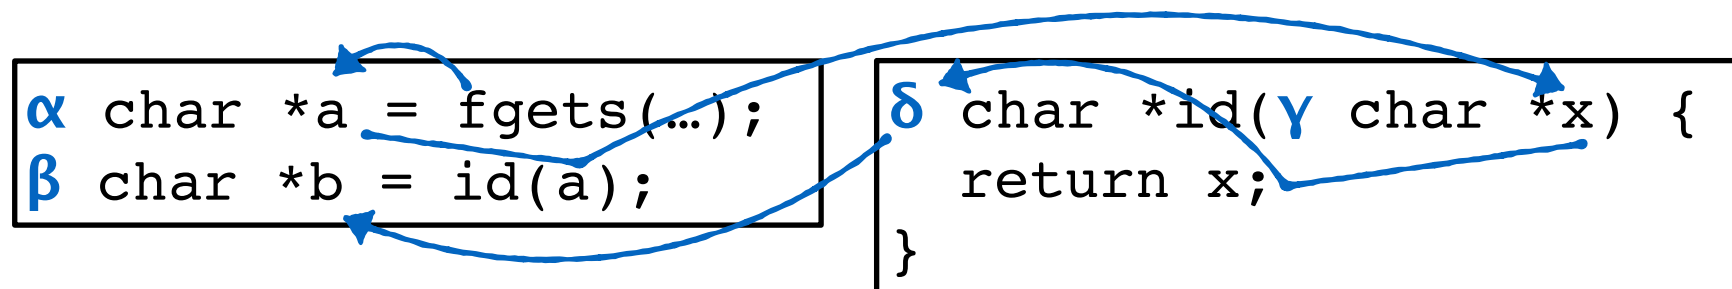 α char *a = fgets(…);
β char *b = id(a);
δ char *id(γ char *x) {
return x;
}